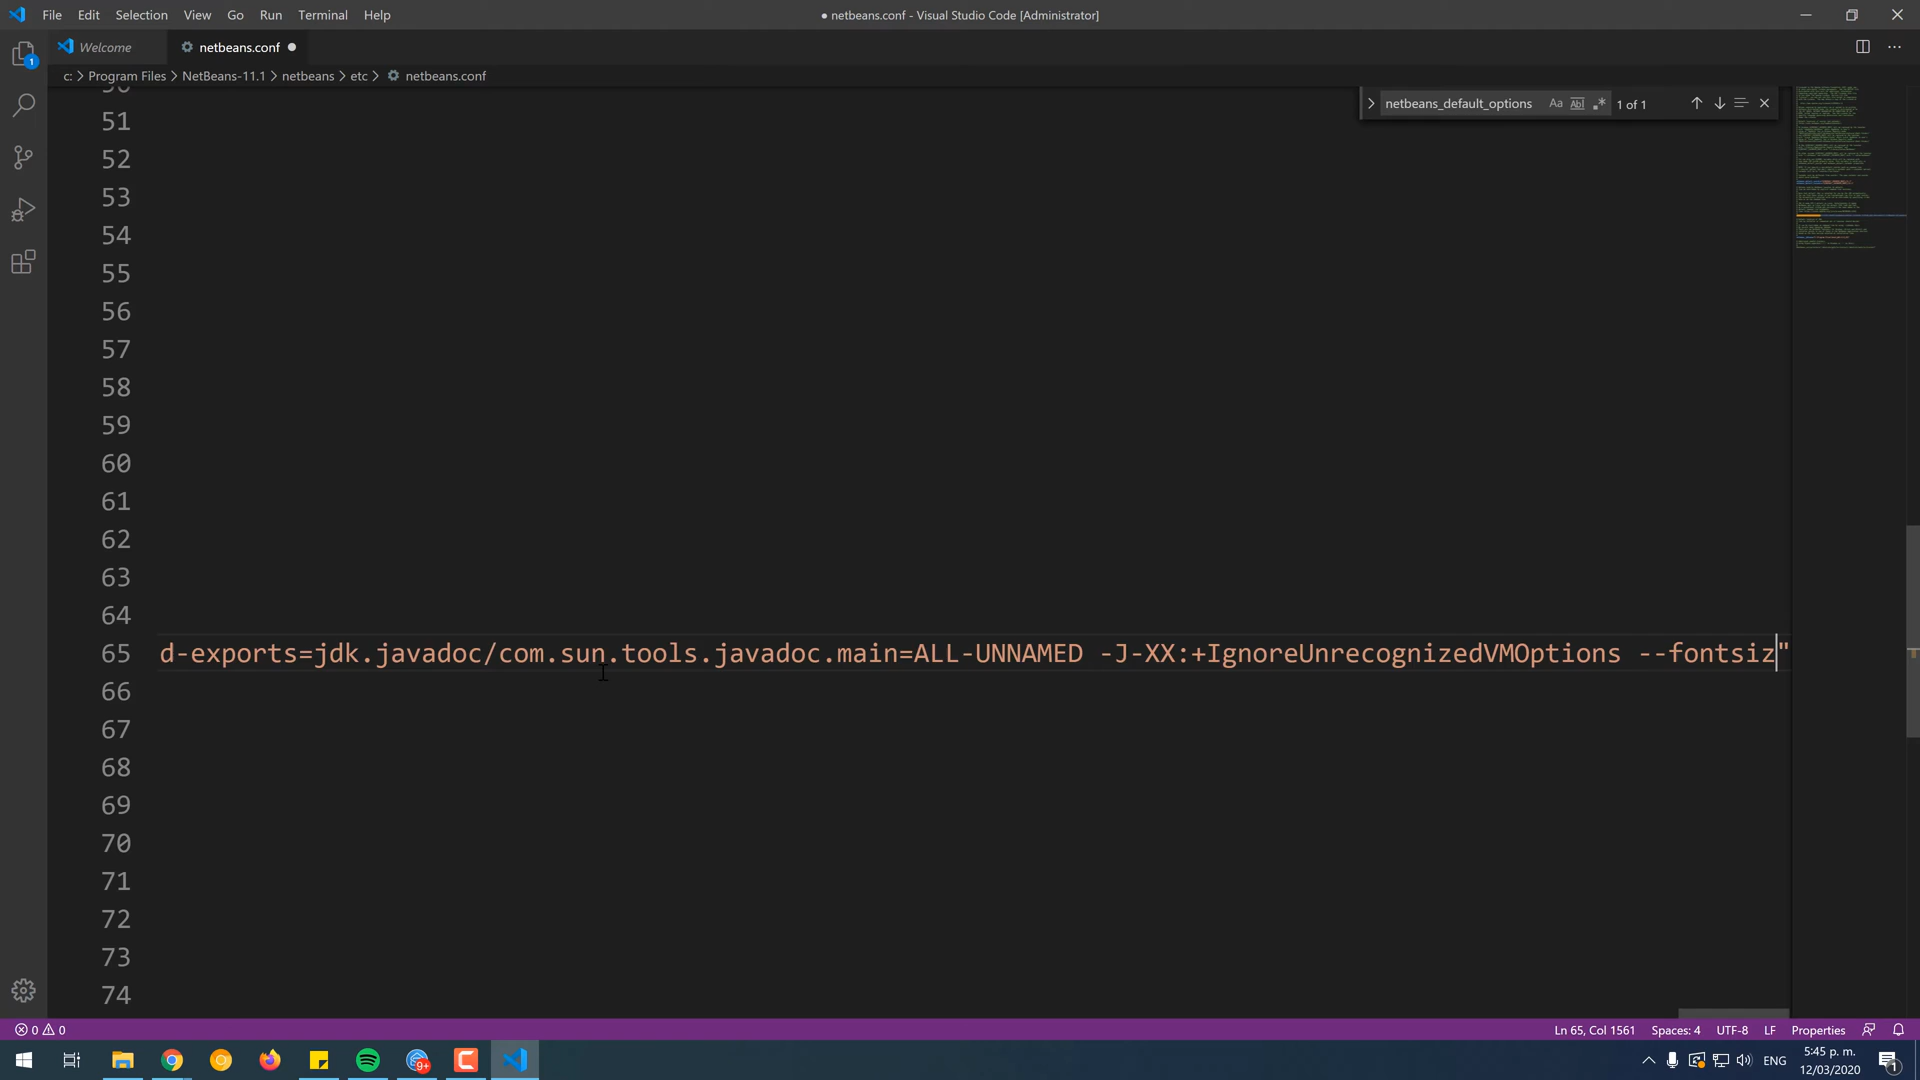 File Edit Selection View Go Run Terminal Help
● netbeans.conf - Visual Studio Code [Administrator]
Welcome
netbeans.conf ●
c: > Program Files > NetBeans-11.1 > netbeans > etc > netbeans.conf
netbeans_default_options
Aa Abl .* 1 of 1
1
51
52
53
54
55
56
57
58
59
60
61
62
63
64
65 d-exports=jdk.javadoc/com.sun.tools.javadoc.main=ALL-UNNAMED -J-XX:+IgnoreUnrecognizedVMOptions --fontsiz"
66
67
68
69
70
71
72
73
74
0 0 Ln 65, Col 1561 Spaces: 4 UTF-8 LF Properties
9+
ENG
5:45 p. m.
12/03/2020
1